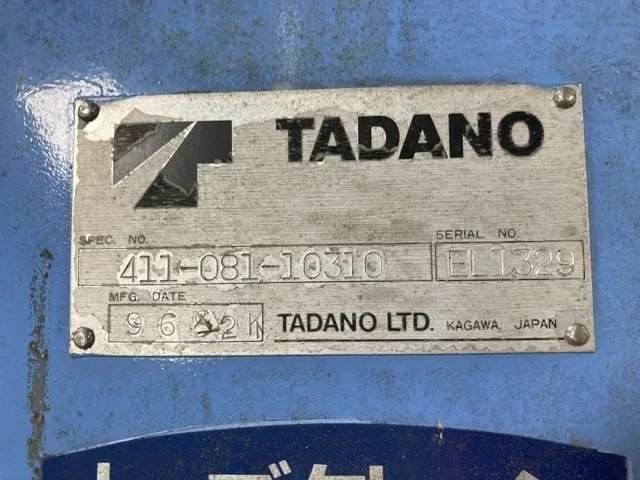 TADANO
SPEC. NO. SERIAL NO.
411-081-10310 EL1329
MFG. DATE
TADANO LTD. KAGAWA, JAPAN